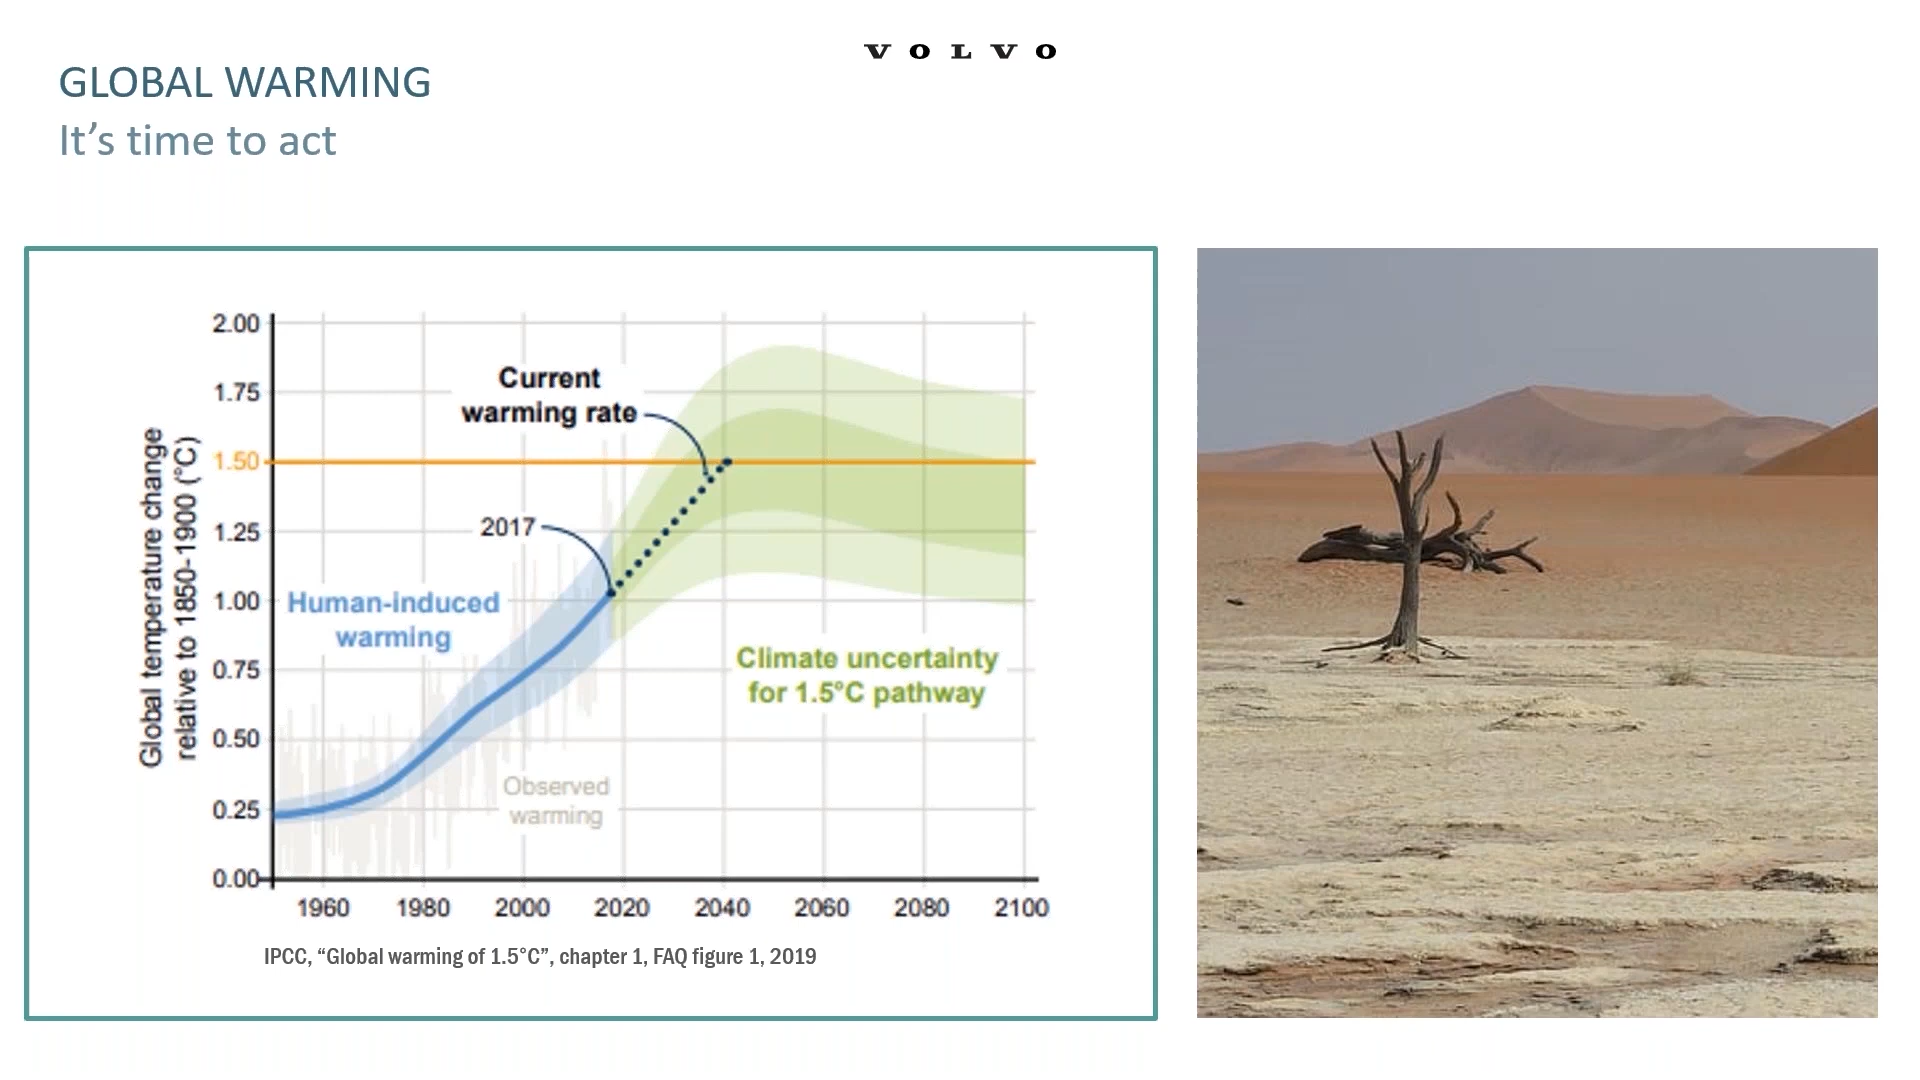 VOLVO
GLOBAL WARMING
It’s time to act
Global temperature change
relative to 1850-1900 (°C)
2.00
1.75
1.50
1.25
1.00
0.75
0.50
0.25
0.00
Current
warming rate
2017
Human-induced
warming
Climate uncertainty
for 1.5°C pathway
Observed
warming
1960 1980 2000 2020 2040 2060 2080 2100
IPCC, “Global warming of 1.5°C”, chapter 1, FAQ figure 1, 2019